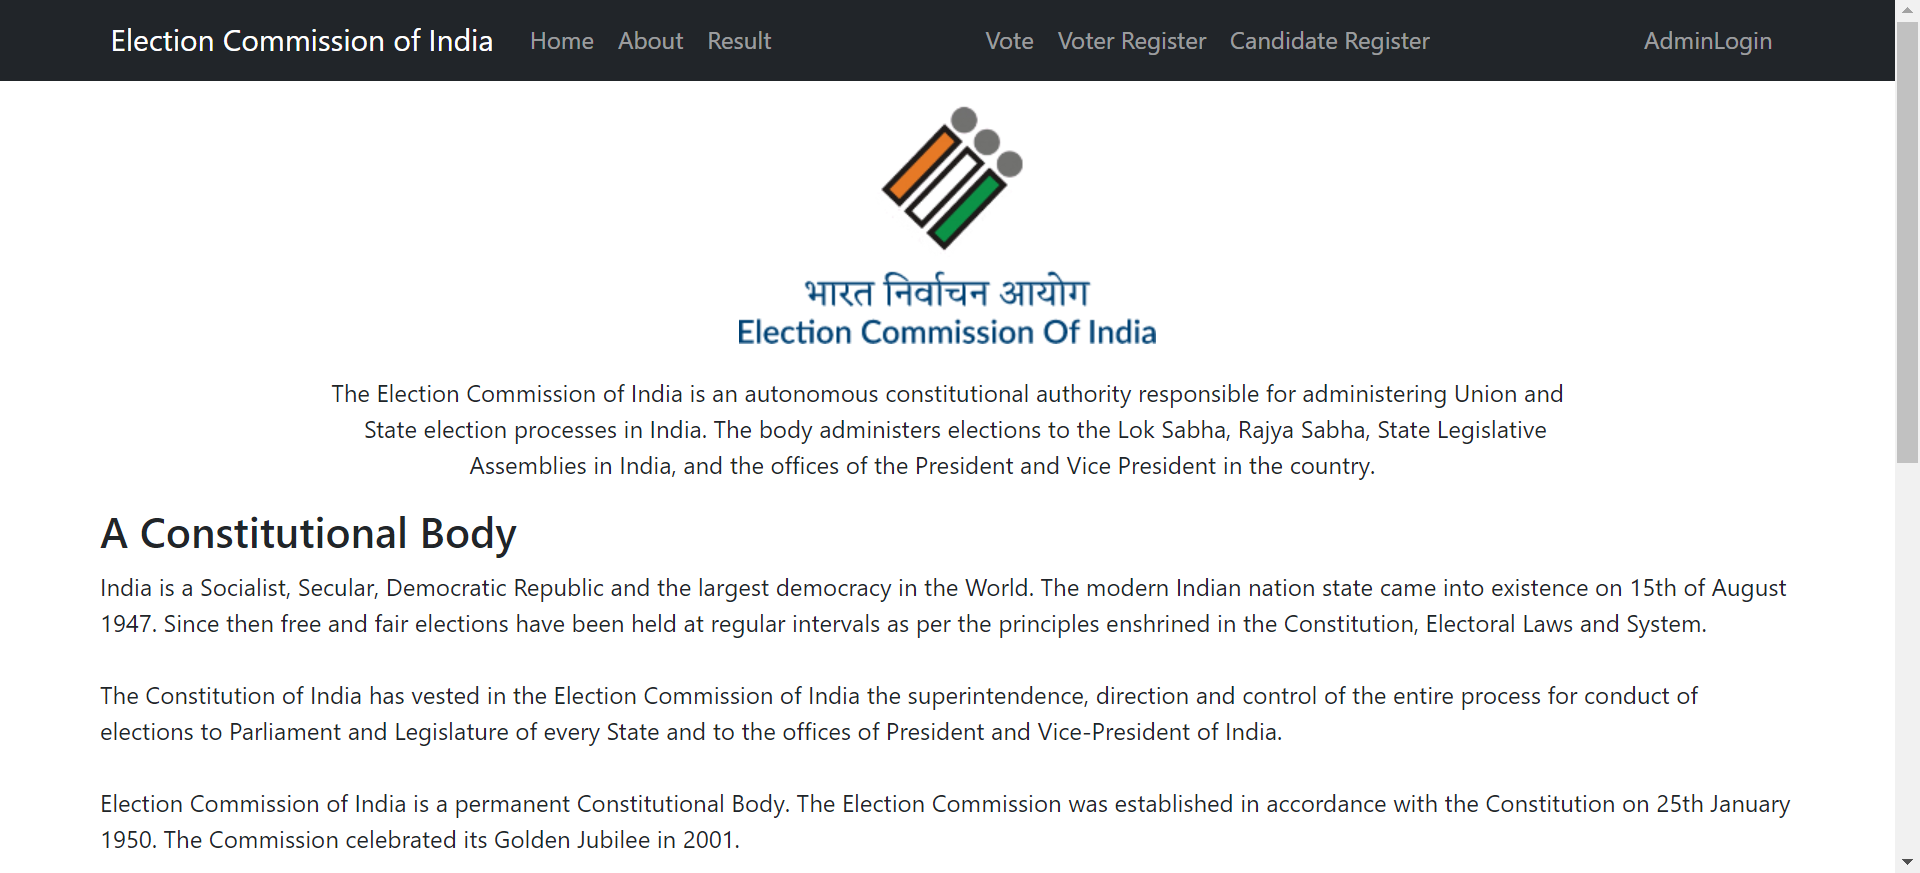 Election Commission of India Home About Result Vote Voter Register Candidate Register AdminLogin
भारत निर्वाचन आयोग
Election Commission Of India
The Election Commission of India is an autonomous constitutional authority responsible for administering Union and
State election processes in India. The body administers elections to the Lok Sabha, Rajya Sabha, State Legislative
Assemblies in India, and the offices of the President and Vice President in the country.
A Constitutional Body
India is a Socialist, Secular, Democratic Republic and the largest democracy in the World. The modern Indian nation state came into existence on 15th of August
1947. Since then free and fair elections have been held at regular intervals as per the principles enshrined in the Constitution, Electoral Laws and System.
The Constitution of India has vested in the Election Commission of India the superintendence, direction and control of the entire process for conduct of
elections to Parliament and Legislature of every State and to the offices of President and Vice-President of India.
Election Commission of India is a permanent Constitutional Body. The Election Commission was established in accordance with the Constitution on 25th January
1950. The Commission celebrated its Golden Jubilee in 2001.